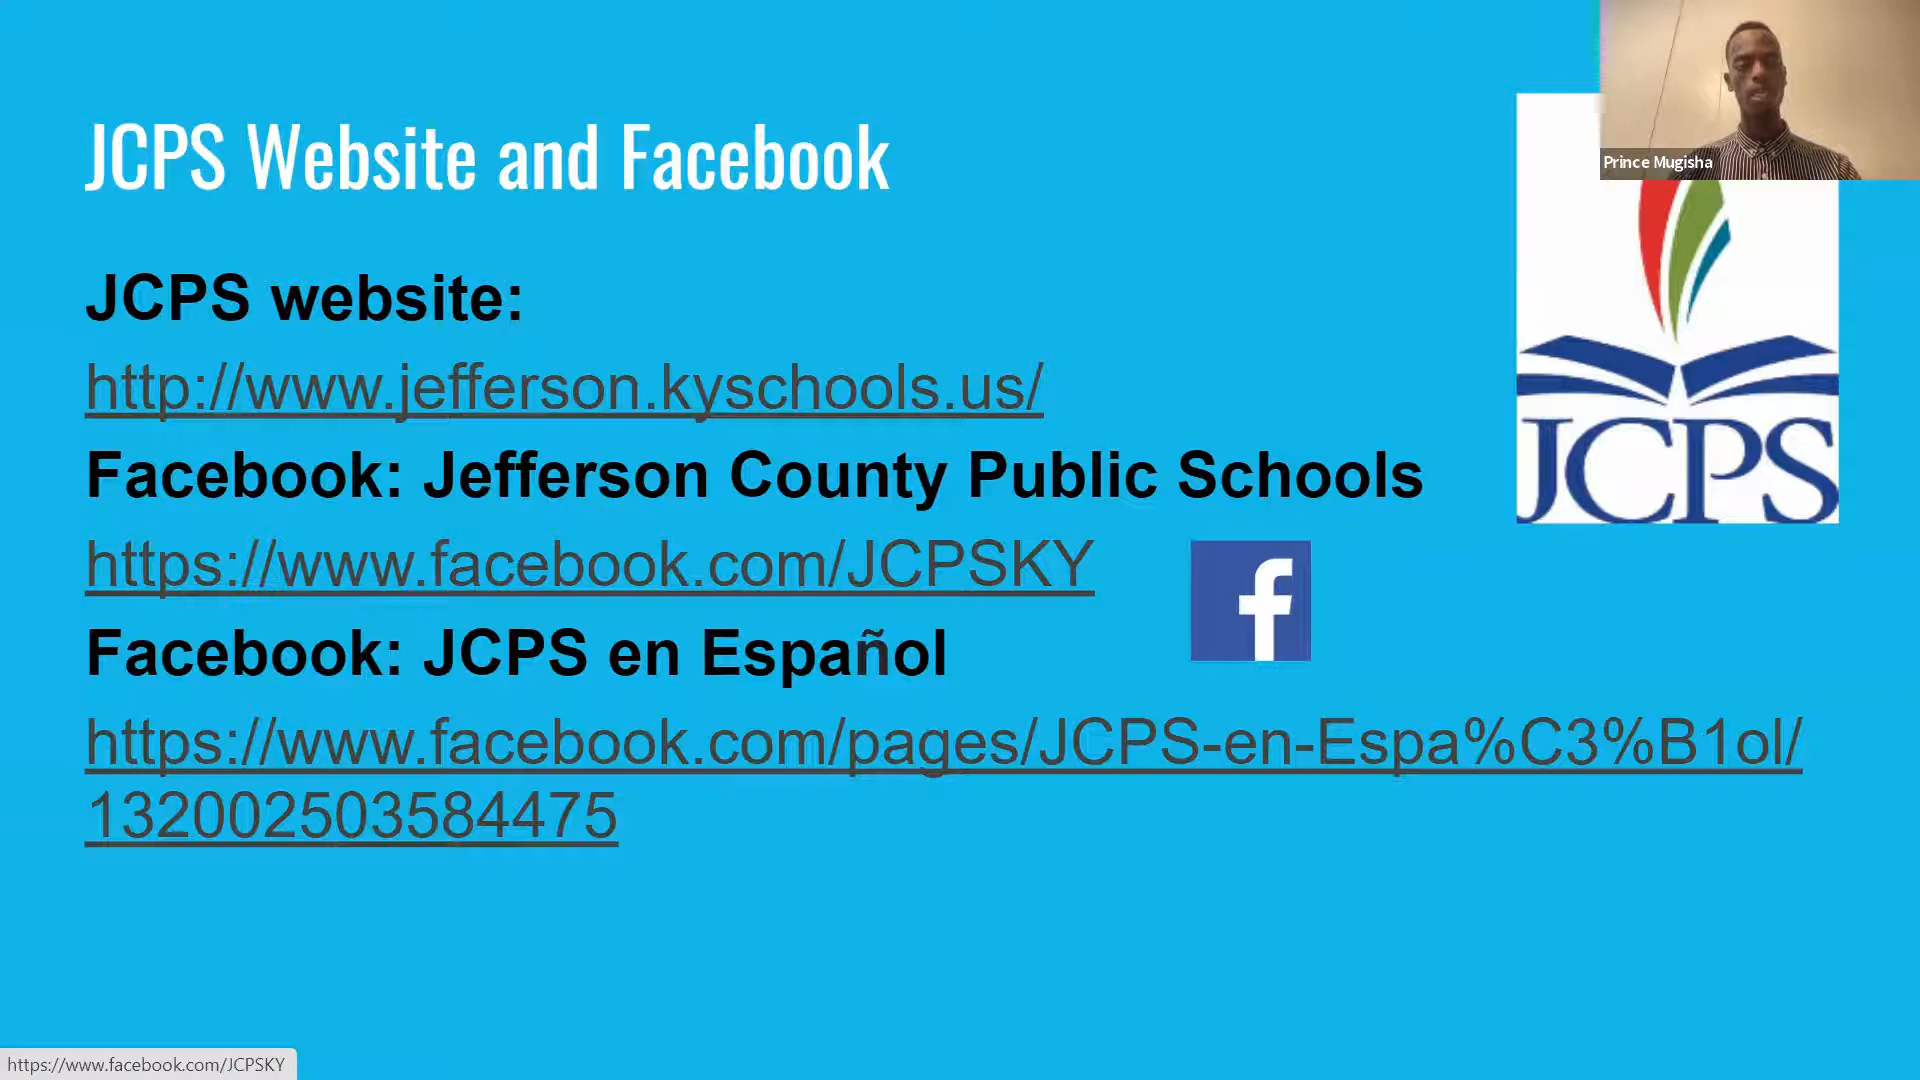 JCPS Website and Facebook
Prince Mugisha
JCPS
JCPS website:
http://www.jefferson.kyschools.us/
Facebook: Jefferson County Public Schools
https://www.facebook.com/JCPSKY
f
Facebook: JCPS en Español
https://www.facebook.com/pages/JCPS-en-Espa%C3%B1ol/
132002503584475
https://www.facebook.com/JCPSKY